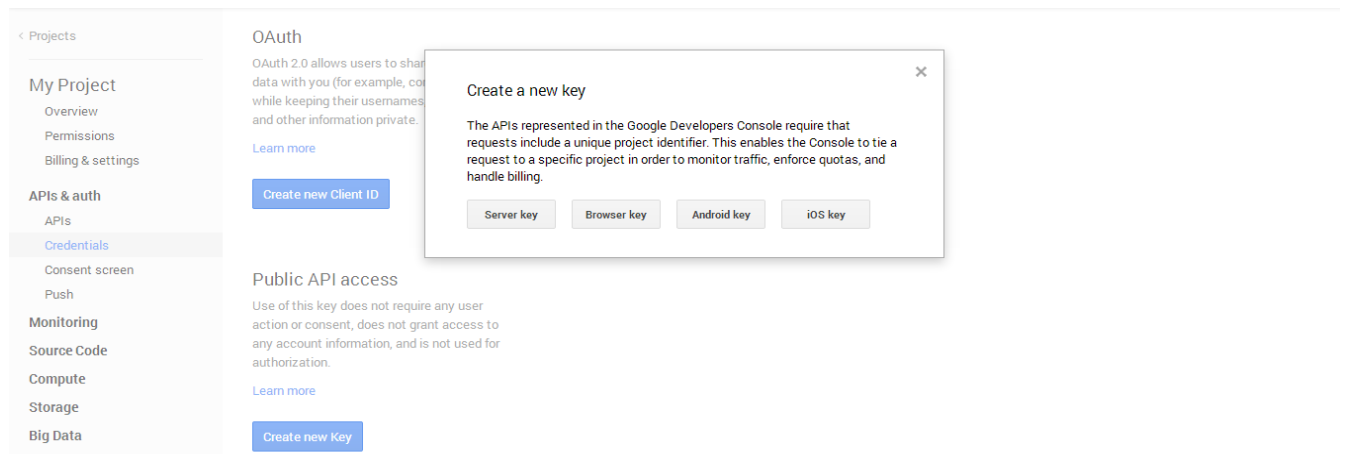 < Projects
My Project
Overview
Permissions
Billing & settings
APIs & auth
APIs
Credentials
Consent screen
Push
Monitoring
Source Code
Compute
Storage
Big Data
OAuth
OAuth 2.0 allows users to shar
data with you (for example, co
while keeping their usernames
and other information private.
Learn more
Create new Client ID
Public API access
Use of this key does not require any user
action or consent, does not grant access to
any account information, and is not used for
authorization.
Learn more
Create new Key
×
Create a new key
The APIs represented in the Google Developers Console require that
requests include a unique project identifier. This enables the Console to tie a
request to a specific project in order to monitor traffic, enforce quotas, and
handle billing.
Server key
Browser key
Android key
iOS key